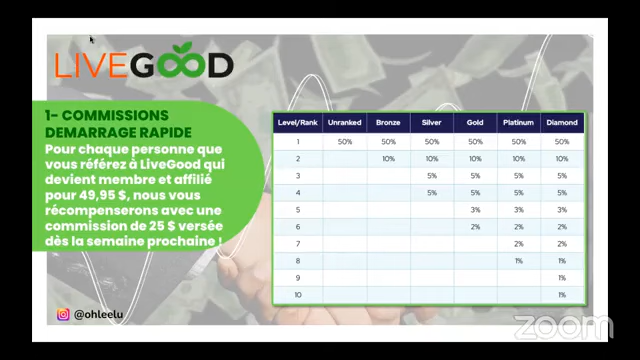 LIVEGOOD
1- COMMISSIONS
DEMARRAGE RAPIDE
Pour chaque personne que
vous référez à LiveGood qui
devient membre et affilié
pour 49,95 $, nous vous
récompenserons avec une
commission de 25 $ versée
dès la semaine prochaine !
Level/Rank Unranked Bronze Silver Gold Platinum Diamond
1 50% 50% 50% 50% 50% 50%
2 10% 10% 10% 10% 10%
3 5% 5% 5% 5%
4 5% 5% 5% 5%
5 3% 3% 3%
6 2% 2% 2%
7 2% 2%
8 1% 1%
9 1%
10 1%
@ohleelu
zoom